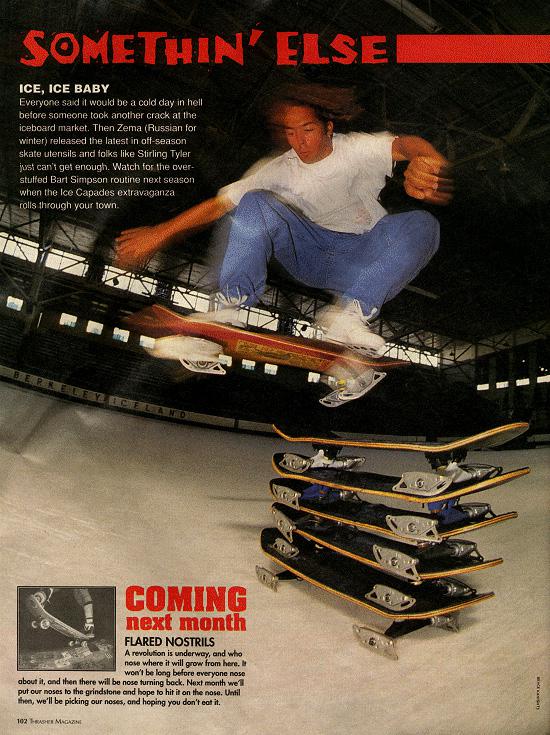 SOMETHIN' ELSE
ICE, ICE BABY
Everyone said it would be a cold day in hell
before someone took another crack at the
iceboard market. Then Zema (Russian for
winter) released the latest in off-season
skate utensils and folks like Stirling Tyler
just can't get enough. Watch for the over-
stuffed Bart Simpson routine next season
when the Ice Capades extravaganza
rolls through your town.
BERKELEY ICELAND
COMING
next month
FLARED NOSTRILS
A revolution is underway, and who
nose where it will grow from here. It
won't be long before everyone nose
about it, and then there will be nose turning back. Next month we'll
put our noses to the grindstone and hope to hit it on the nose. Until
then, we'll be picking our noses, and hoping you don't eat it.
102 THRASHER MAGAZINE